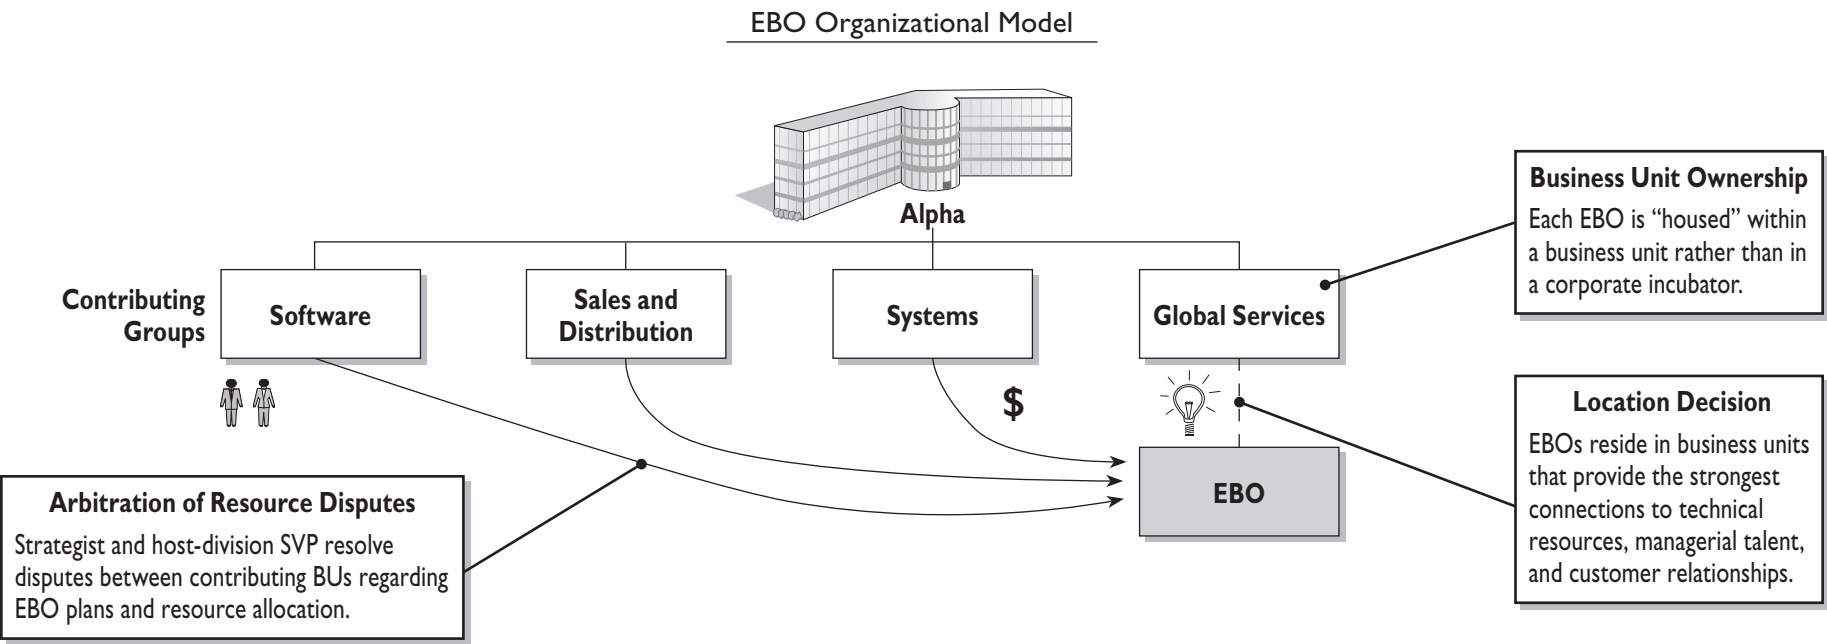 EBO Organizational Model
Alpha
Contributing
Groups
Software
Sales and
Distribution
Systems
Global Services
$
EBO
Business Unit Ownership
Each EBO is “housed” within
a business unit rather than in
a corporate incubator.
Location Decision
EBOs reside in business units
that provide the strongest
connections to technical
resources, managerial talent,
and customer relationships.
Arbitration of Resource Disputes
Strategist and host-division SVP resolve
disputes between contributing BUs regarding
EBO plans and resource allocation.